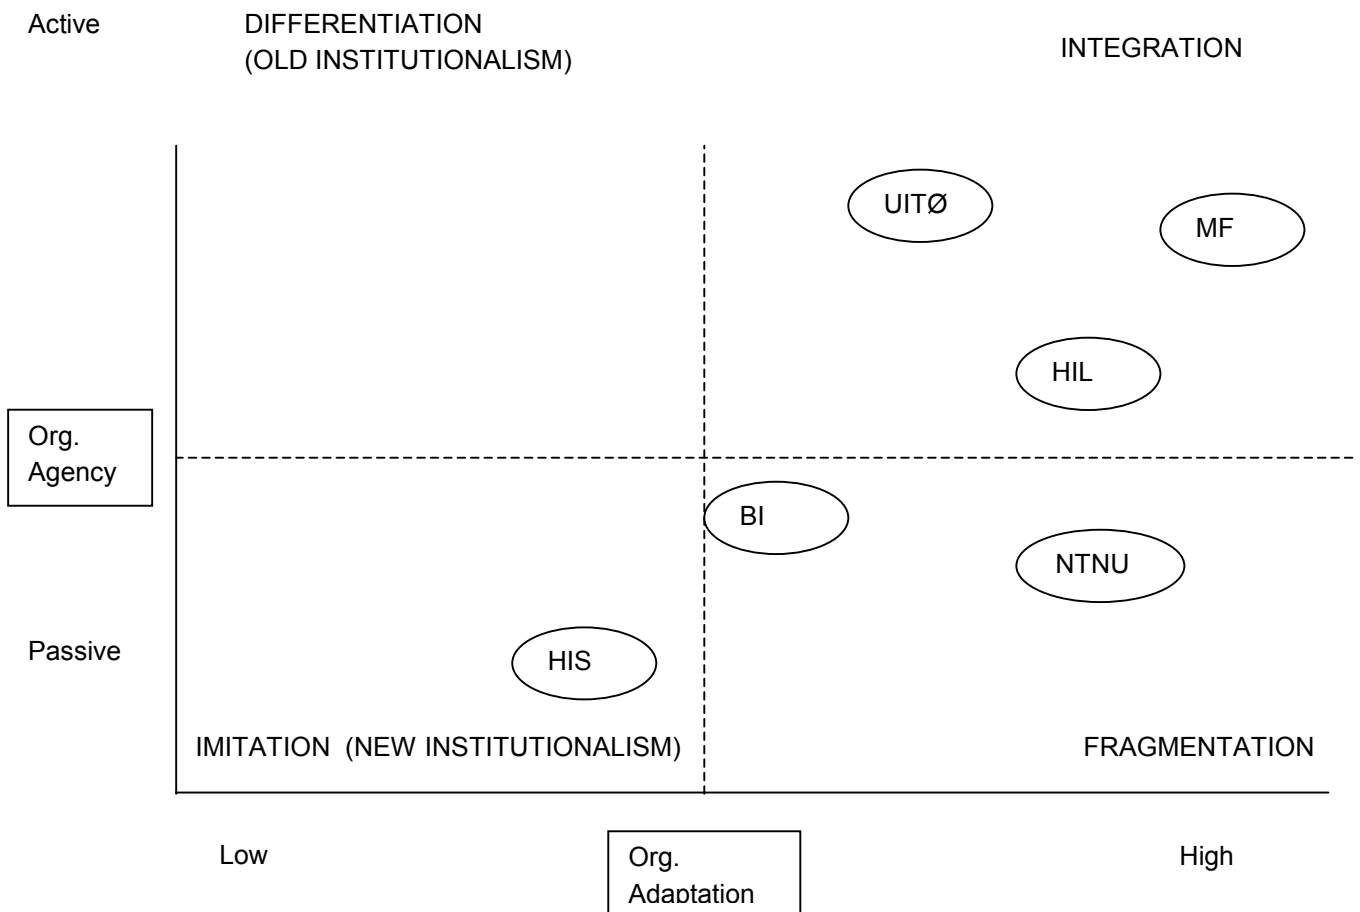 Active
DIFFERENTIATION
(OLD INSTITUTIONALISM)
INTEGRATION
UITØ
MF
HIL
Org.
Agency
BI
NTNU
Passive
HIS
IMITATION (NEW INSTITUTIONALISM)
FRAGMENTATION
Low
Org.
Adaptation
High